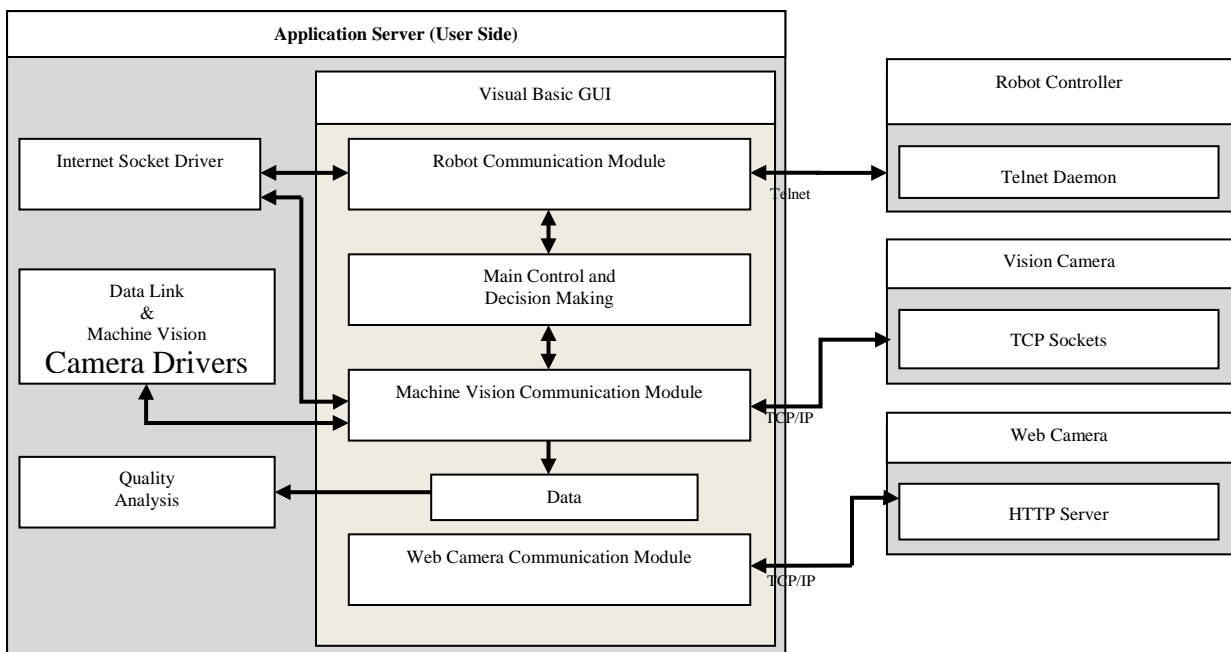 Application Server (User Side)
Visual Basic GUI
Robot Controller
Internet Socket Driver
Robot Communication Module
Telnet
Telnet Daemon
Data Link
&
Machine Vision
Camera Drivers
Main Control and
Decision Making
Vision Camera
TCP Sockets
Machine Vision Communication Module
TCP/IP
Web Camera
Quality
Analysis
Data
HTTP Server
Web Camera Communication Module
TCP/IP